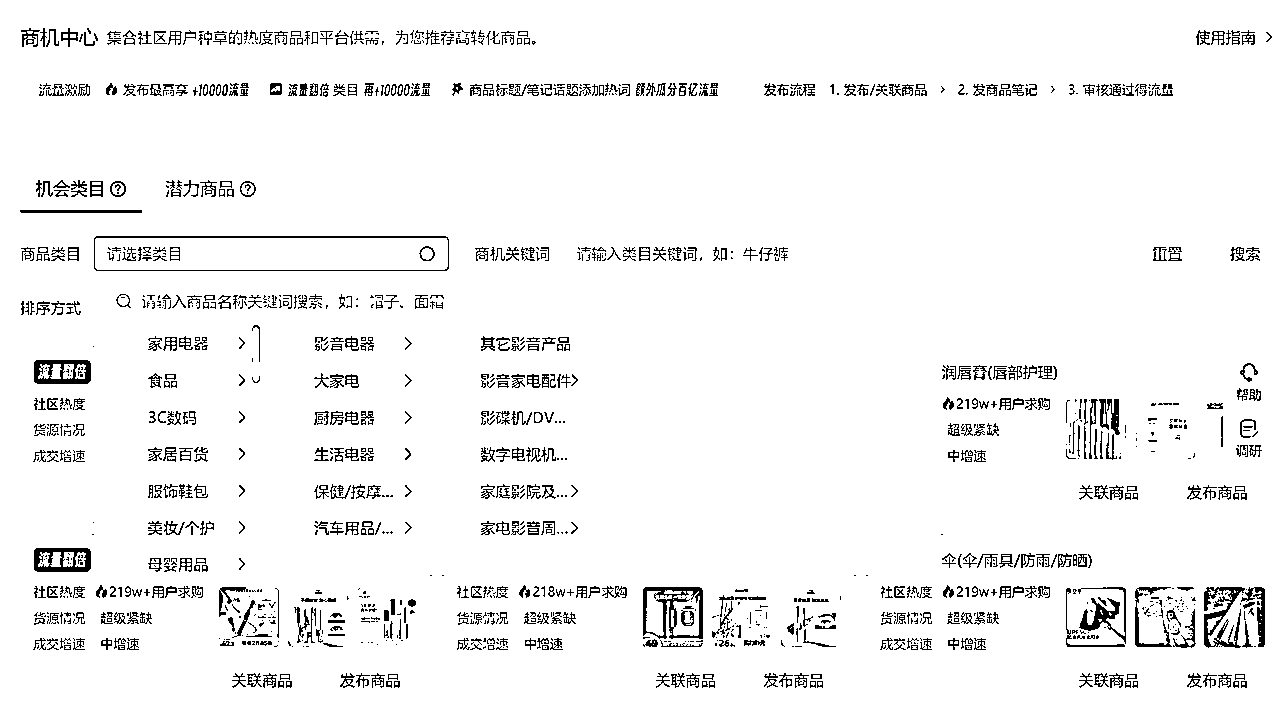 商机中心 集合社区用户种草的热度商品和平台供需，为您推荐高转化商品。 使用指南
流量激励 发布最高享 +10000流量 流量翻倍 类目 再+10000流量 商品标题/笔记话题添加热词 额外瓜分百亿流量 发布流程 1. 发布/关联商品 > 2. 发商品笔记 > 3. 审核通过得流量
机会类目 潜力商品
商品类目 请选择类目 商机关键词 请输入类目关键词，如：牛仔裤 重置 搜索
排序方式 请输入商品名称关键词搜索，如：帽子、面霜
家用电器 影音电器 其它影音产品
流量翻倍 食品 大家电 影音家电配件 润唇膏(唇部护理) 帮助
社区热度 3C数码 厨房电器 影碟机/DV... 219w+用户求购
货源情况 超级紧缺
成交增速 家居百货 生活电器 数字电视机... 中增速 调研
服饰鞋包 保健/按摩... 家庭影院及... 关联商品 发布商品
美妆/个护 汽车用品/... 家电影音周...
流量翻倍 母婴用品 伞(伞/雨具/防雨/防晒)
社区热度 219w+用户求购 社区热度 218w+用户求购 社区热度 219w+用户求购
货源情况 超级紧缺 货源情况 超级紧缺 货源情况 超级紧缺
成交增速 中增速 成交增速 中增速 成交增速 中增速
关联商品 发布商品 关联商品 发布商品 关联商品 发布商品